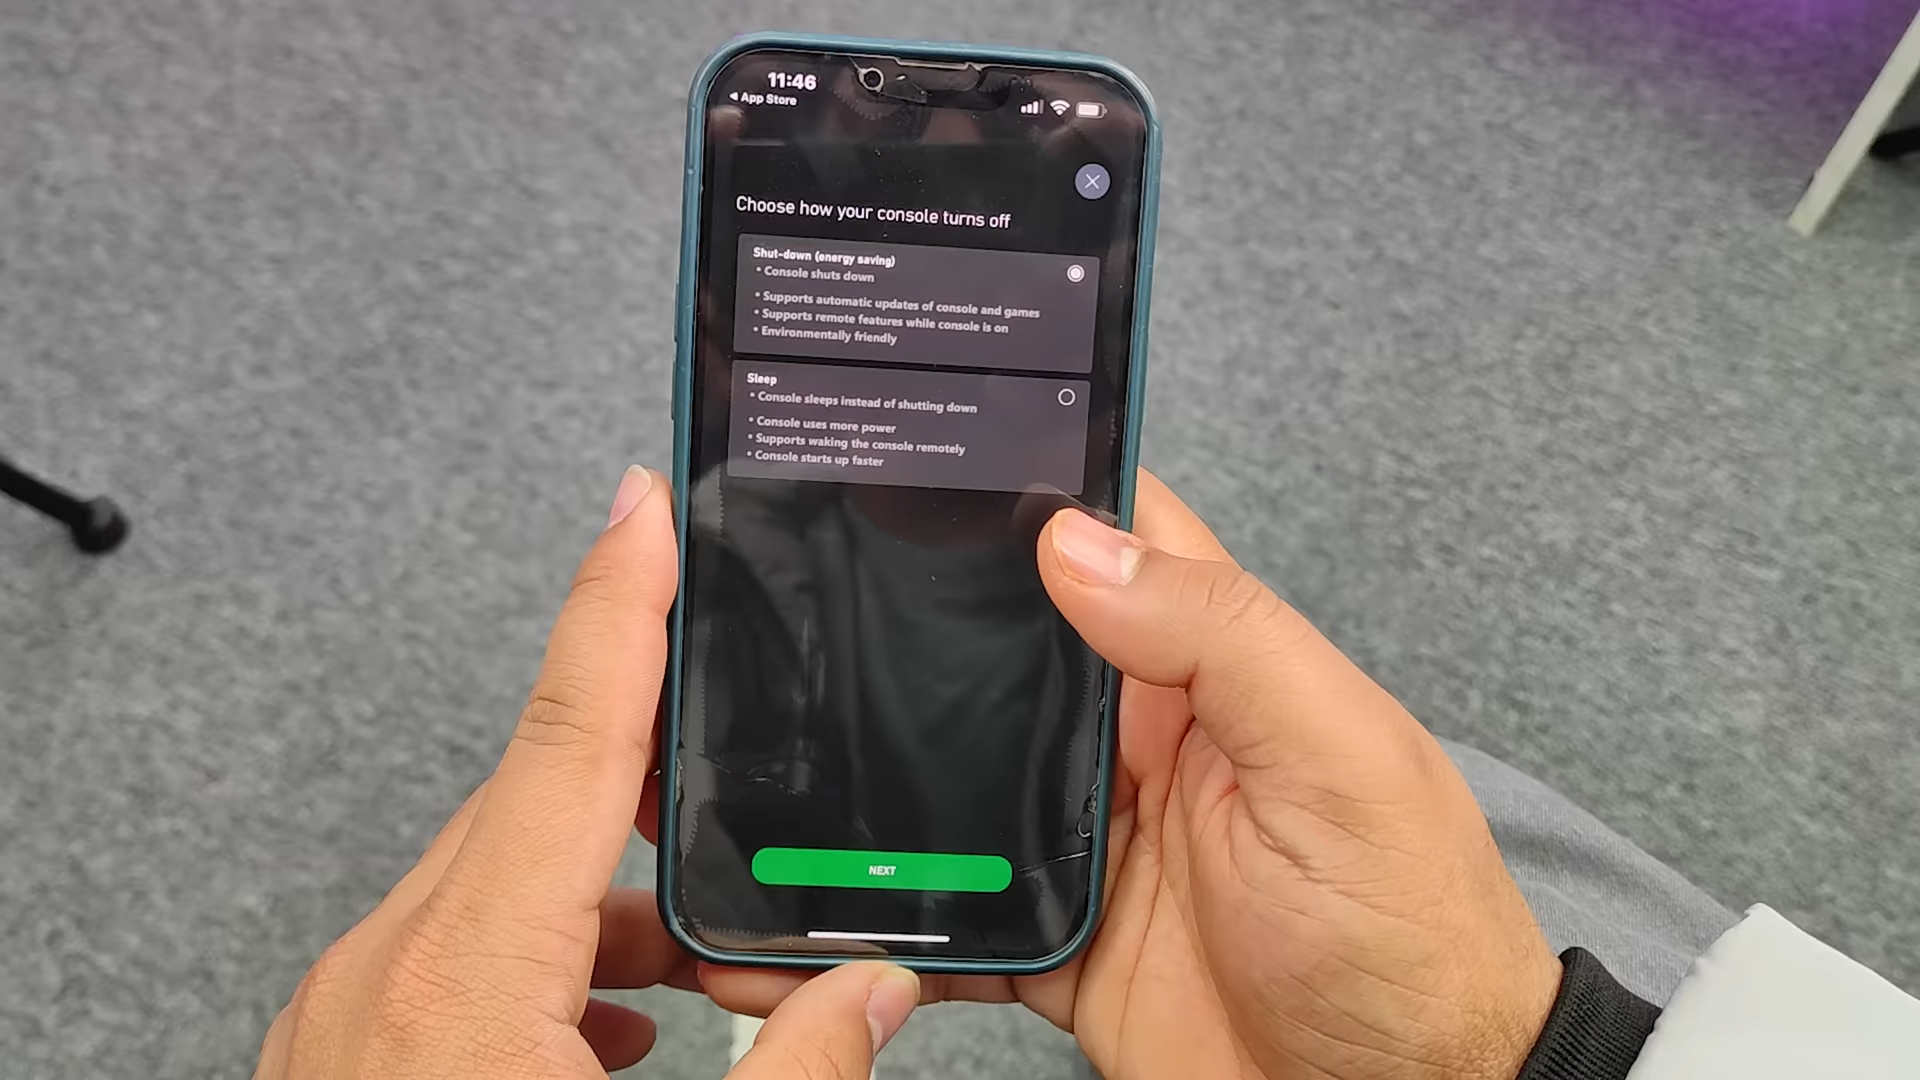 11:46
◀ App Store
Choose how your console turns off
Shut-down (energy saving)
• Console shuts down
• Supports automatic updates of console and games
• Supports remote features while console is on
• Environmentally friendly
Sleep
• Console sleeps instead of shutting down
• Console uses more power
• Supports waking the console remotely
• Console starts up faster
NEXT